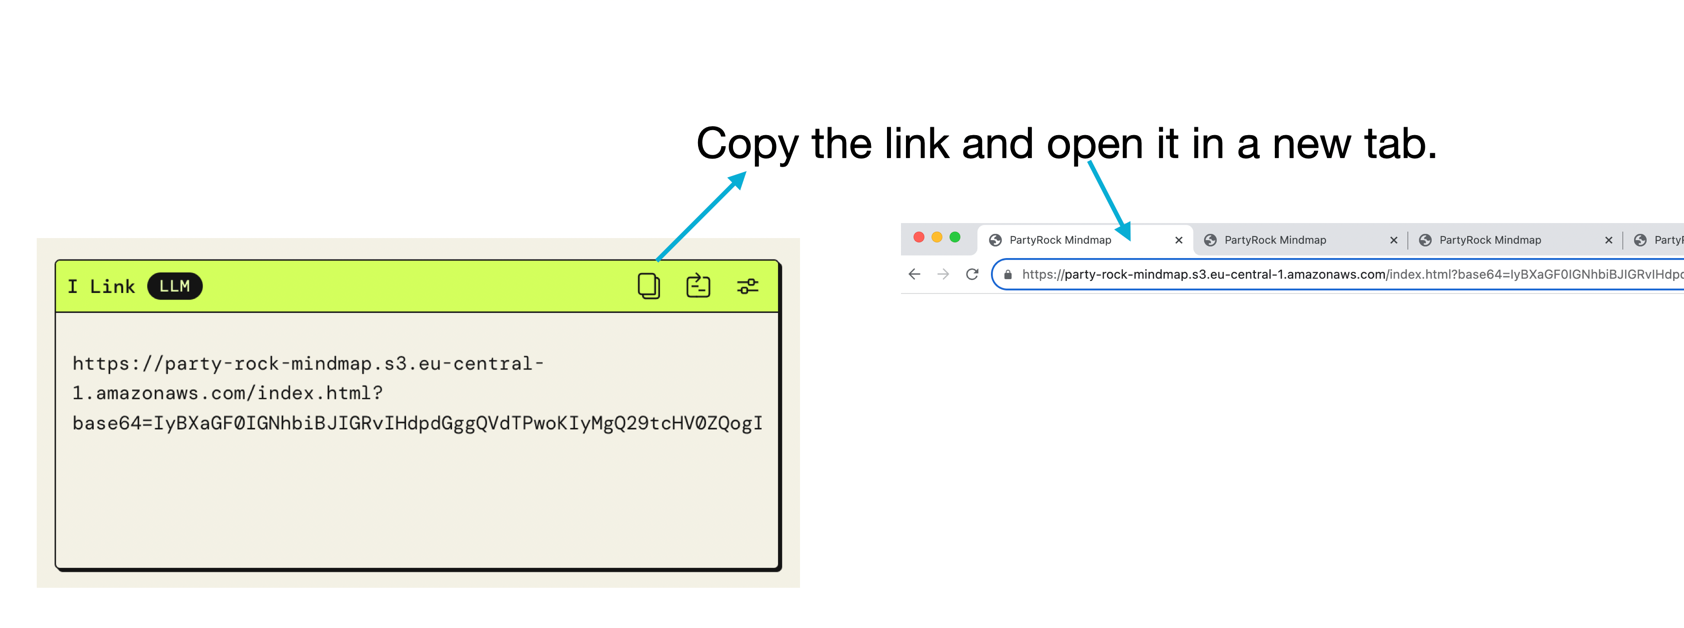 Copy the link and open it in a new tab.
I Link LLM
https://party-rock-mindmap.s3.eu-central-
1.amazonaws.com/index.html?
base64=IyBXaGF0IGNhbiBJIGRvIHdpdGggQVdTPwoKIyMgQ29tcHV0ZQogI
PartyRock Mindmap PartyRock Mindmap PartyRock Mindmap
https://party-rock-mindmap.s3.eu-central-1.amazonaws.com/index.html?base64=IyBXaGF0IGNhbiBJIGRvIHdpd